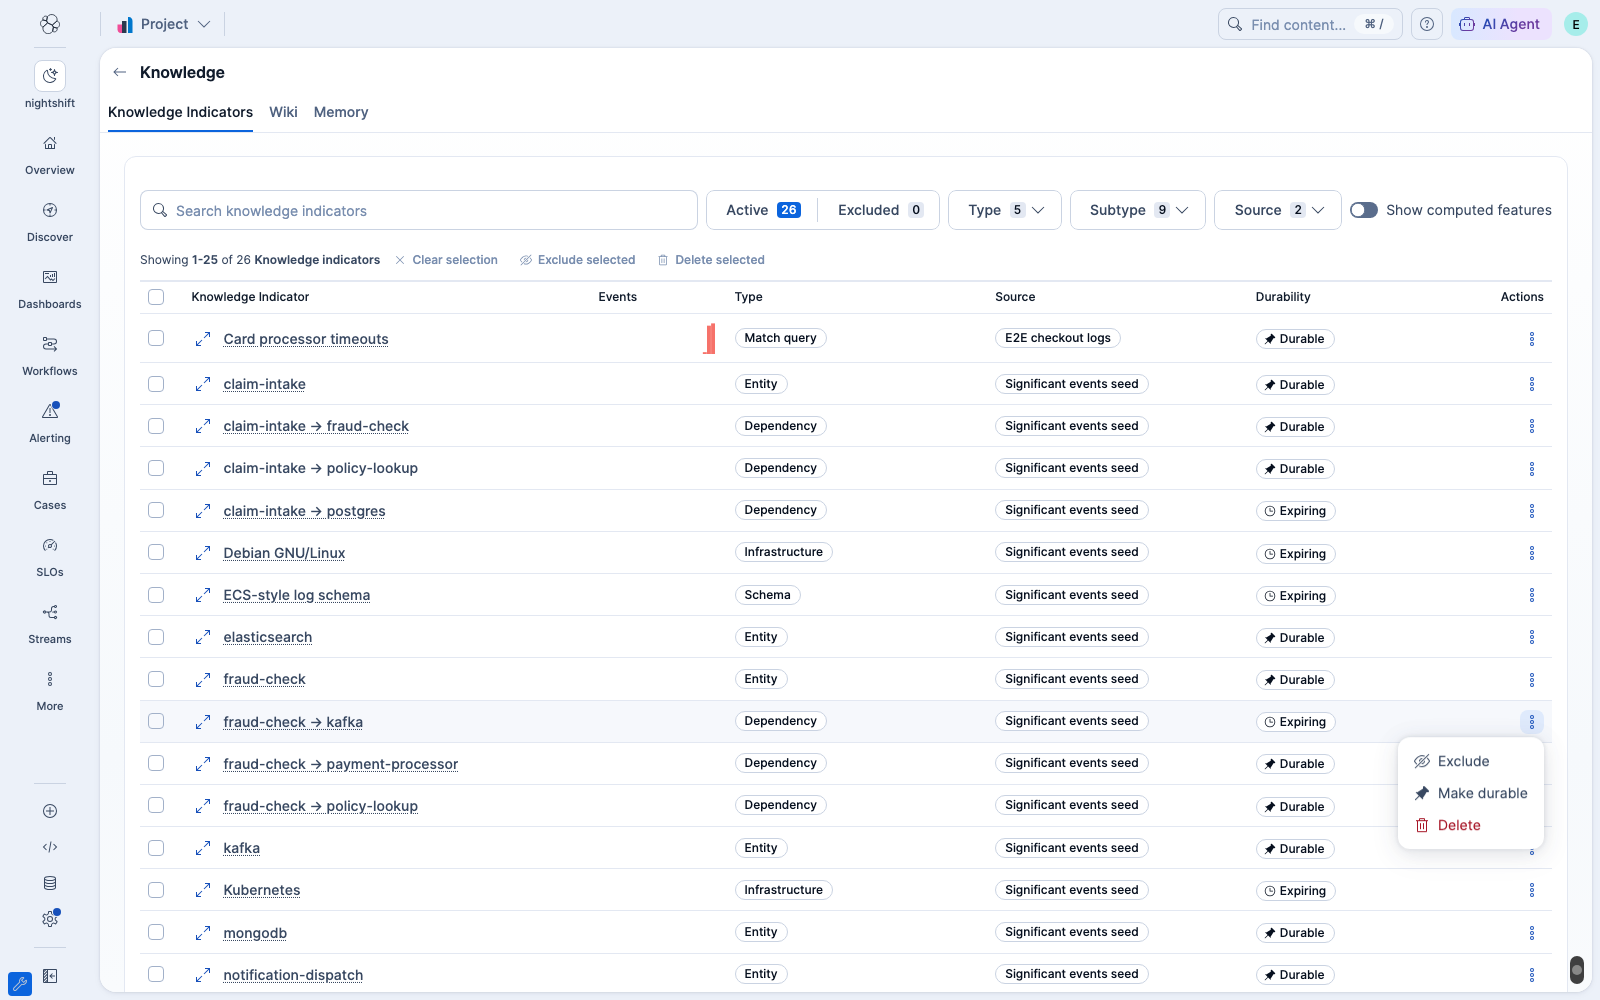 Project
Find content... ⌘ /
AI Agent
E
nightshift
Overview
Discover
Dashboards
Workflows
Alerting
Cases
SLOs
Streams
More
Knowledge
Knowledge Indicators Wiki Memory
Search knowledge indicators
Active 26 Excluded 0 Type 5 Subtype 9 Source 2 Show computed features
Showing 1-25 of 26 Knowledge indicators Clear selection Exclude selected Delete selected
Knowledge Indicator Events Type Source Durability Actions
Card processor timeouts Match query E2E checkout logs Durable
claim-intake Entity Significant events seed Durable
claim-intake → fraud-check Dependency Significant events seed Durable
claim-intake → policy-lookup Dependency Significant events seed Durable
claim-intake → postgres Dependency Significant events seed Expiring
Debian GNU/Linux Infrastructure Significant events seed Expiring
ECS-style log schema Schema Significant events seed Expiring
elasticsearch Entity Significant events seed Durable
fraud-check Entity Significant events seed Durable
fraud-check → kafka Dependency Significant events seed Expiring
fraud-check → payment-processor Dependency Significant events seed Durable
fraud-check → policy-lookup Dependency Significant events seed Durable
kafka Entity Significant events seed Durable
Kubernetes Infrastructure Significant events seed Expiring
mongodb Entity Significant events seed Durable
notification-dispatch Entity Significant events seed Durable
Exclude
Make durable
Delete